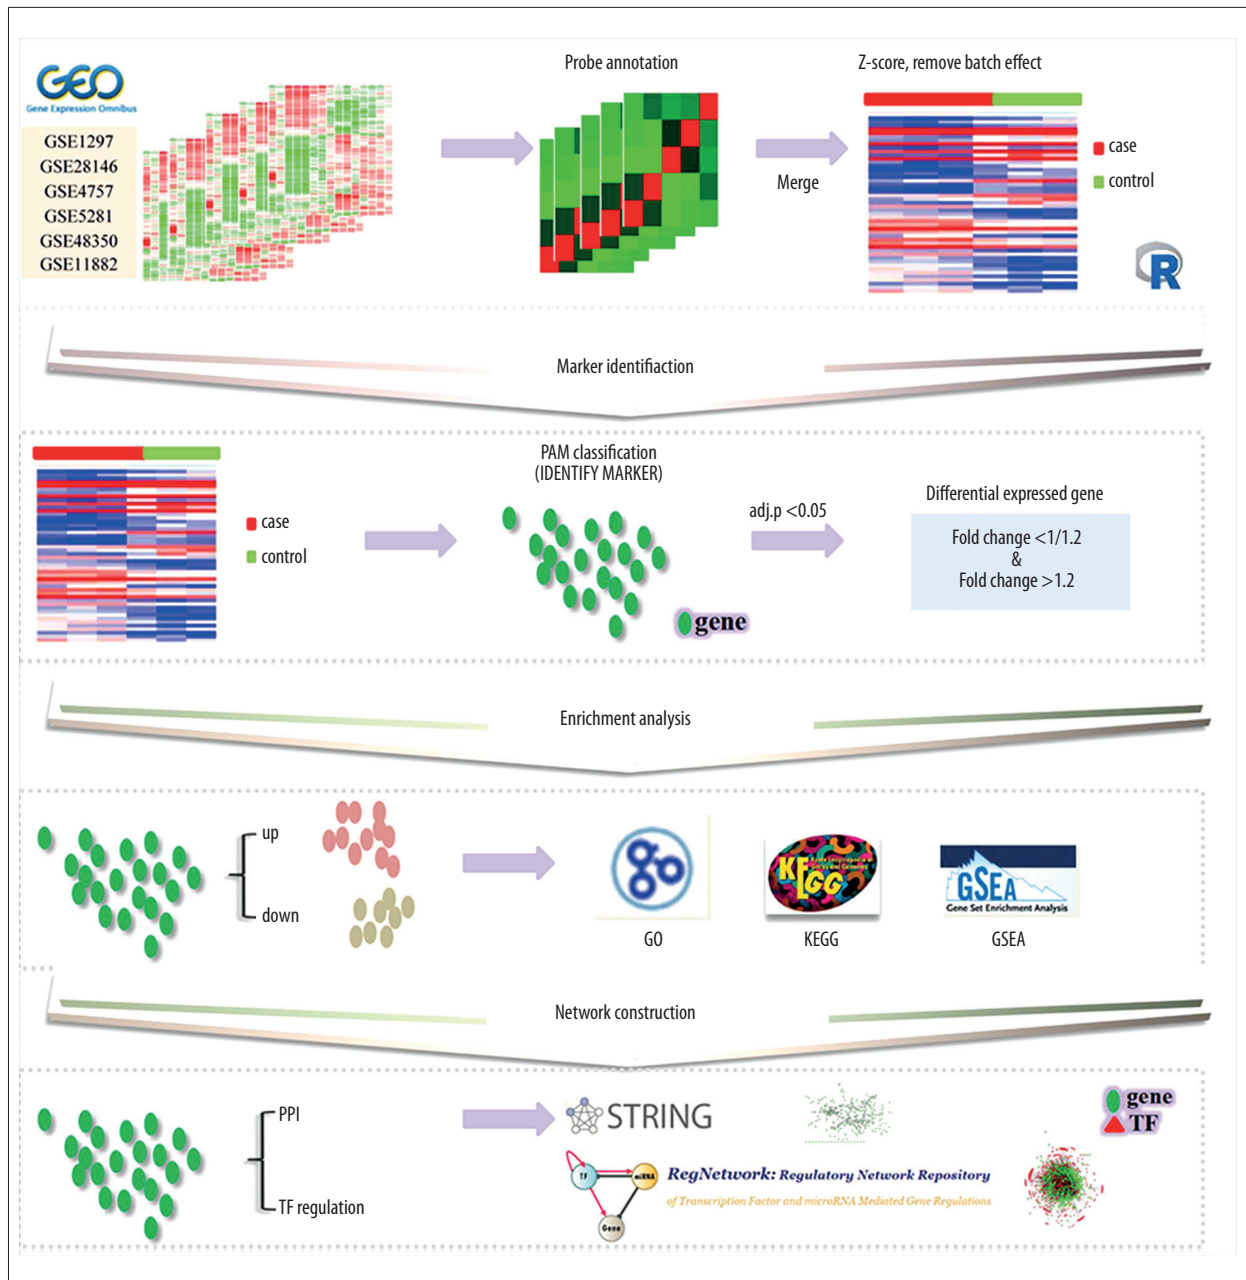 GEO
Gene Expression Omnibus
GSE1297
GSE28146
GSE4757
GSE5281
GSE48350
GSE11882
Probe annotation
Merge
Z-score, remove batch effect
case
control
R
Marker identifiaction
case
control
PAM classification
(IDENTIFY MARKER)
gene
adj.p <0.05
Differential expressed gene
Fold change <1/1.2
&
Fold change >1.2
Enrichment analysis
up
down
GO
KEGG
KEGG
GSEA
Gene Set Enrichment Analysis
GSEA
Network construction
PPI
TF regulation
STRING
gene
TF
TF
miRNA
Gene
RegNetwork: Regulatory Network Repository
of Transcription Factor and microRNA Mediated Gene Regulations